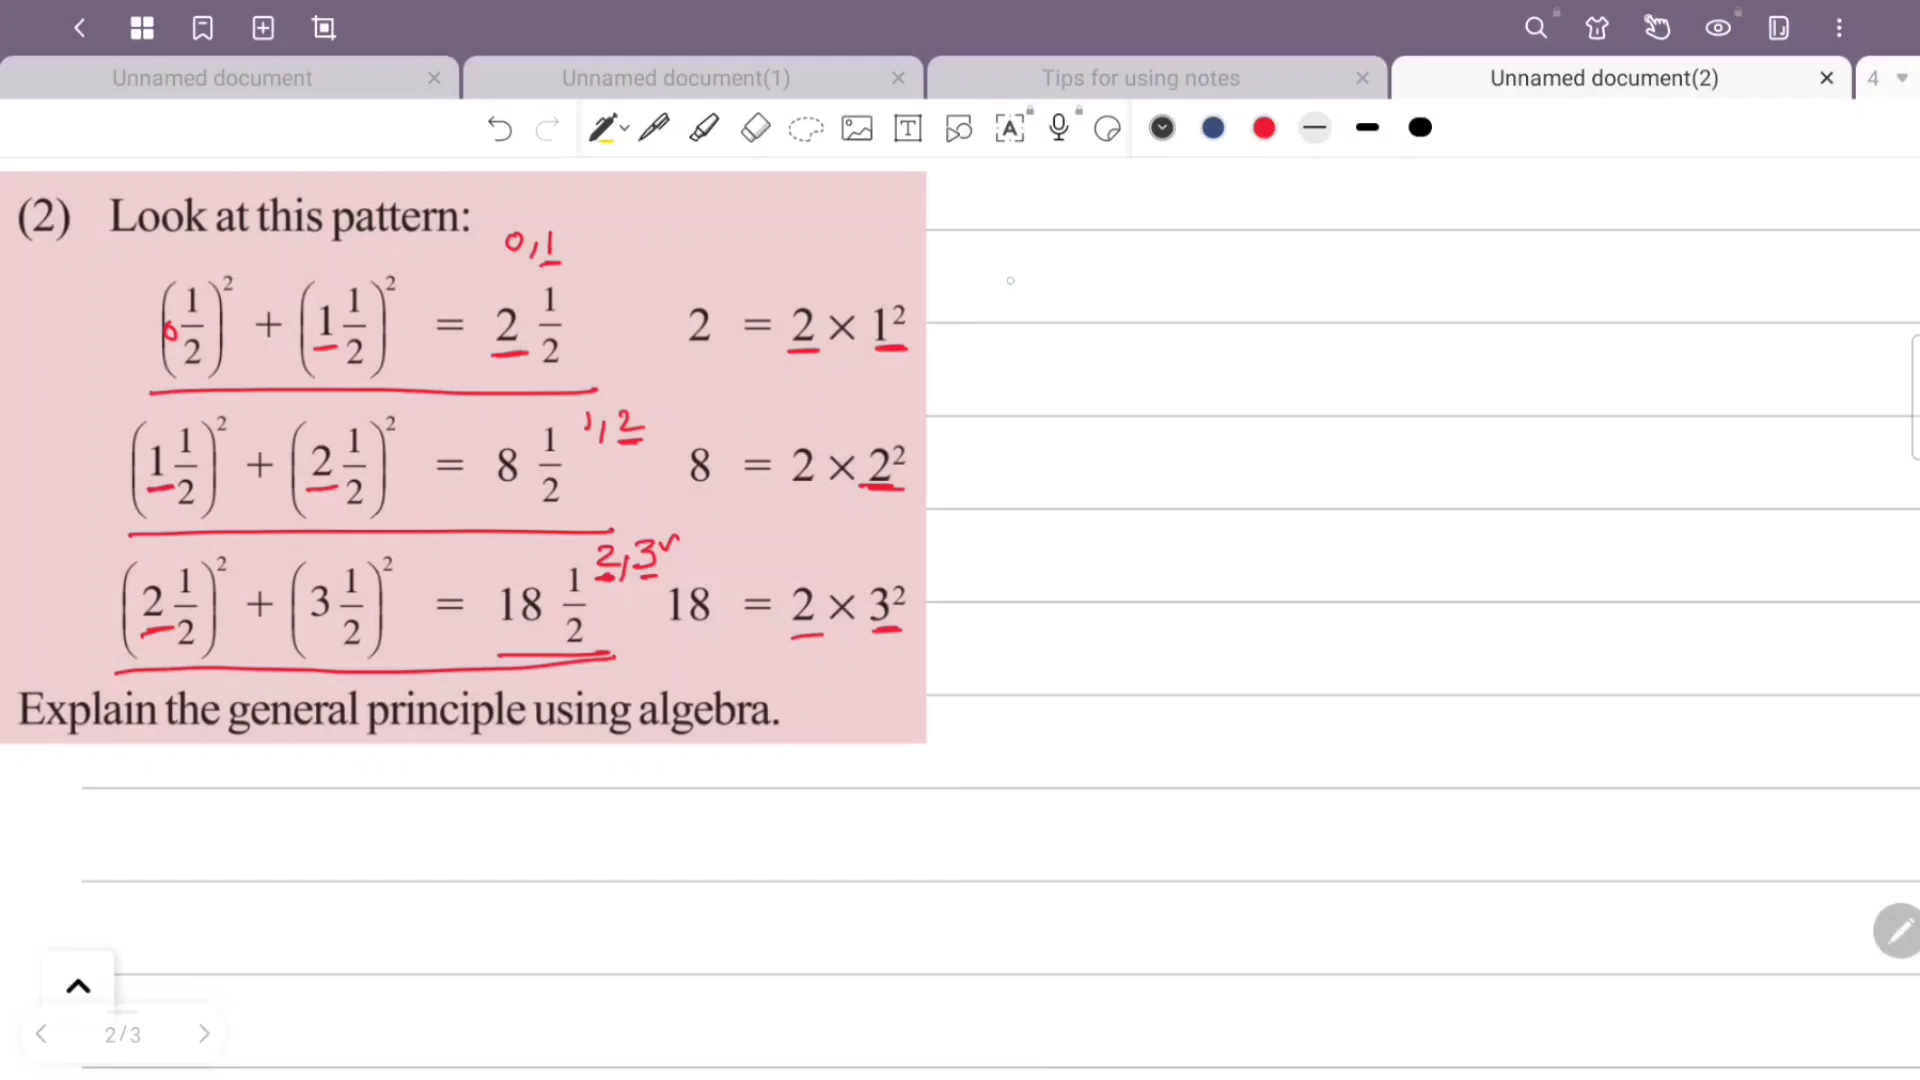 Unnamed document
Unnamed document(1)
Tips for using notes
Unnamed document(2)
4
(2) Look at this pattern:
0,1
(0 1/2)² + (1 1/2)² = 2 1/2 2 = 2 × 1²
1,2
(1 1/2)² + (2 1/2)² = 8 1/2 8 = 2 × 2²
2,3
(2 1/2)² + (3 1/2)² = 18 1/2 18 = 2 × 3²
Explain the general principle using algebra.
2/3